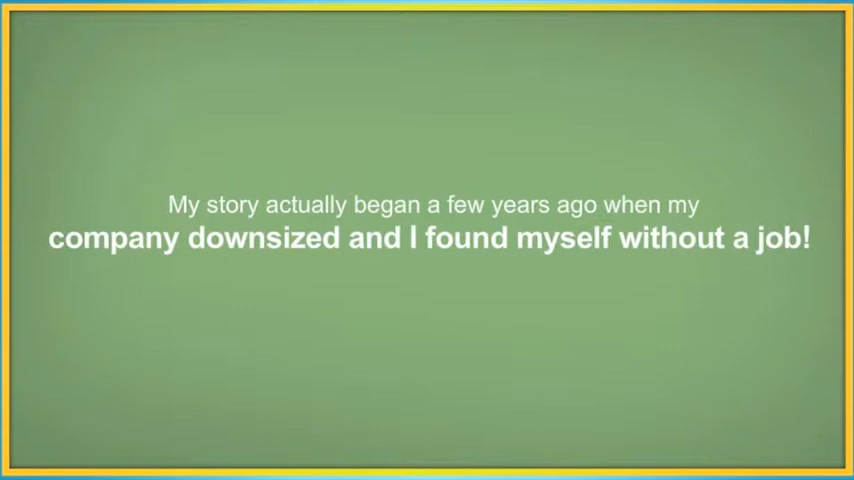 My story actually began a few years ago when my
company downsized and I found myself without a job!